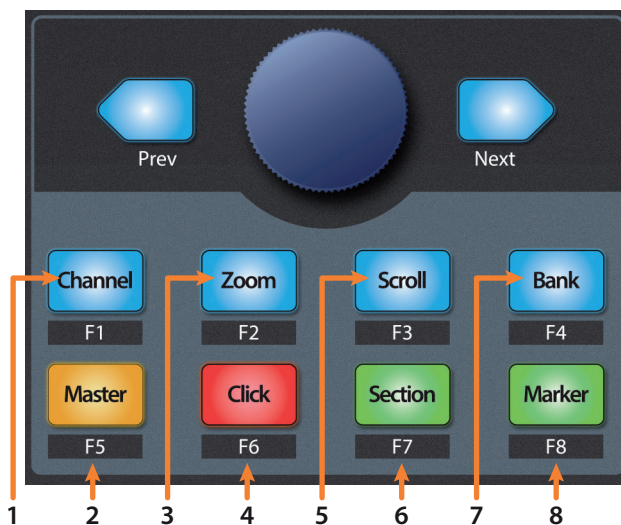 Prev Next
Channel Zoom Scroll Bank
F1 F2 F3 F4
Master Click Section Marker
F5 F6 F7 F8
1 2 3 4 5 6 7 8